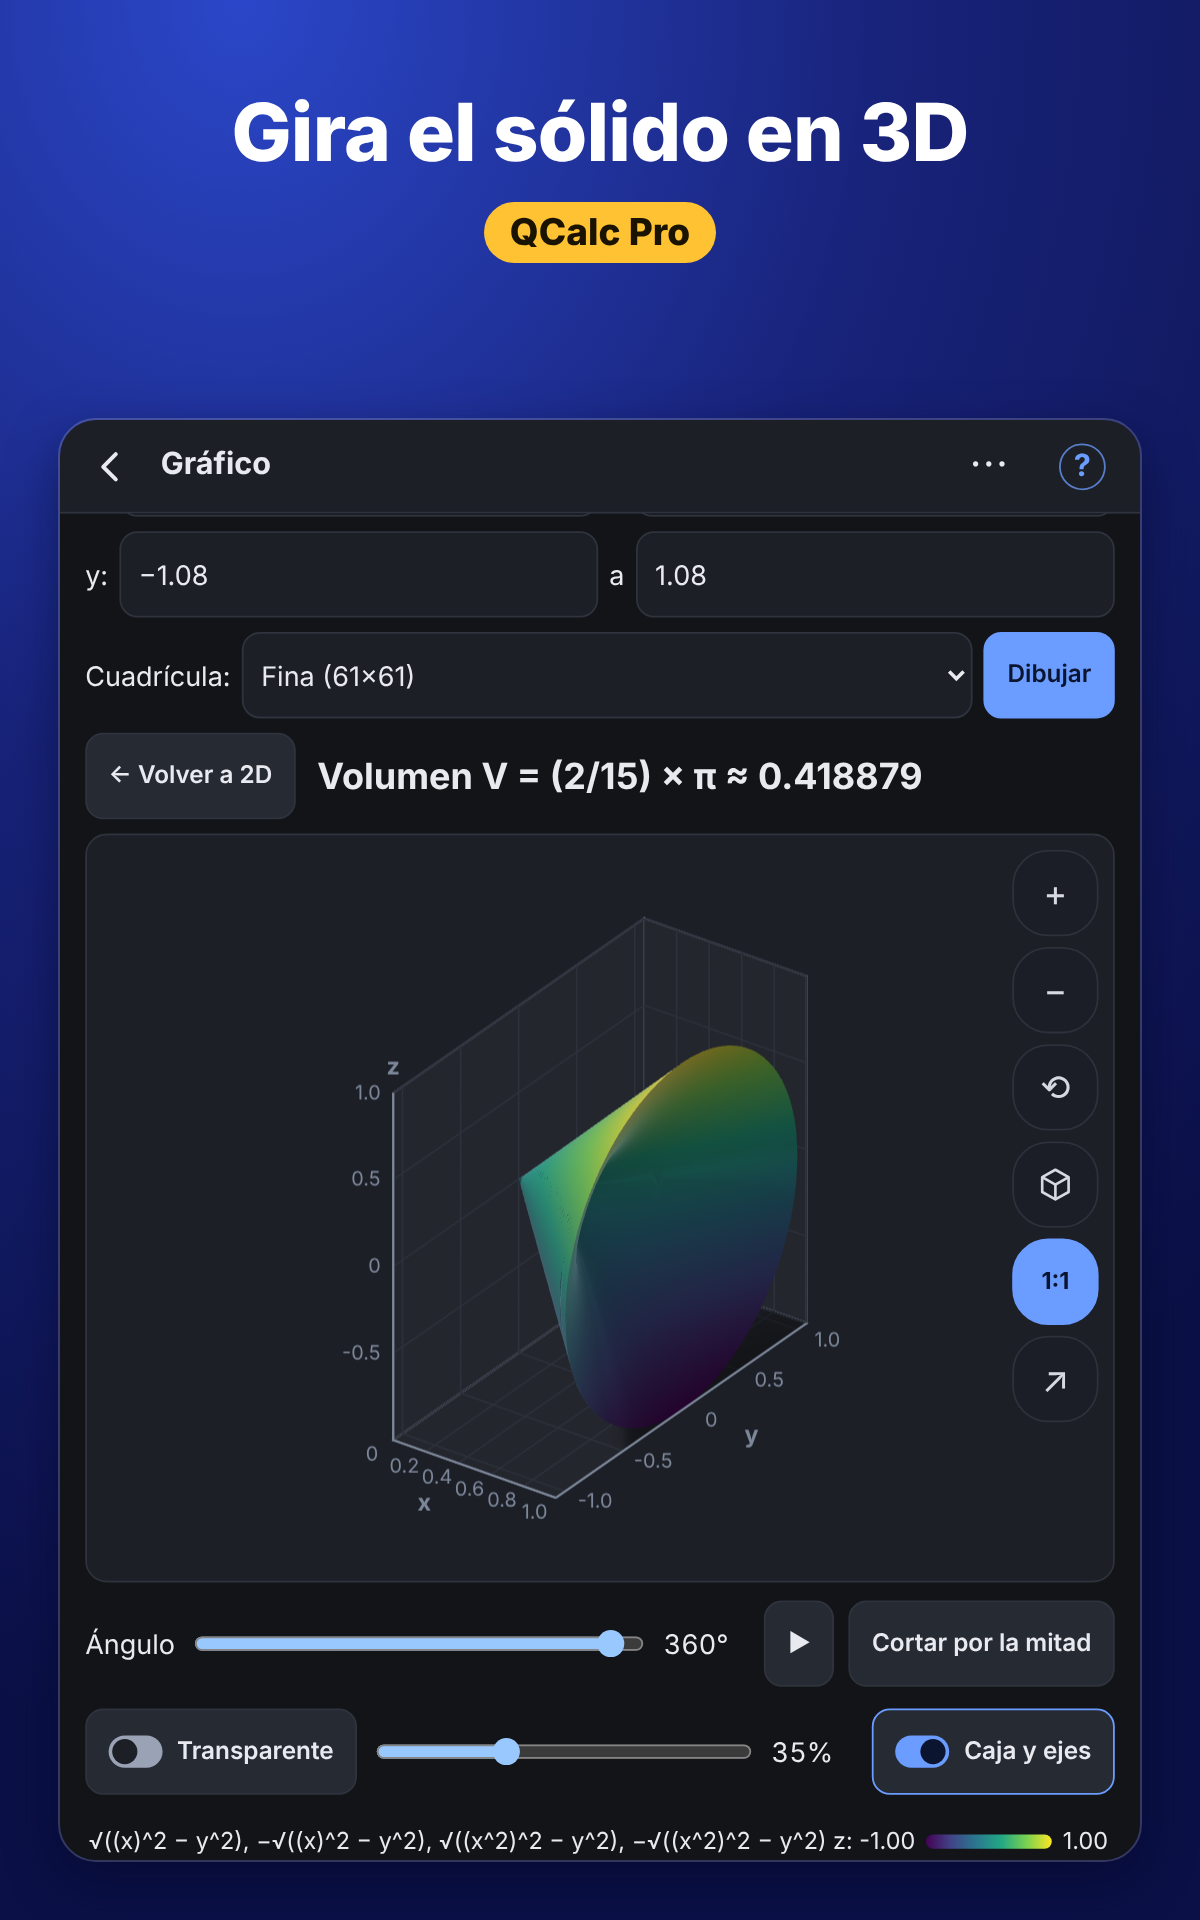 Gira el sólido en 3D
QCalc Pro
Gráfico
?
y: −1.08 a 1.08
Cuadrícula: Fina (61×61) Dibujar
← Volver a 2D Volumen V = (2/15) × π ≈ 0.418879
+
−
1:1
z
1.0
0.5
0
-0.5
0
0.2
0.4
0.6
0.8
1.0
x
-1.0
-0.5
0
0.5
1.0
y
Ángulo 360° Cortar por la mitad
Transparente 35% Caja y ejes
√((x)^2 − y^2), −√((x)^2 − y^2), √((x^2)^2 − y^2), −√((x^2)^2 − y^2) z: -1.00 1.00